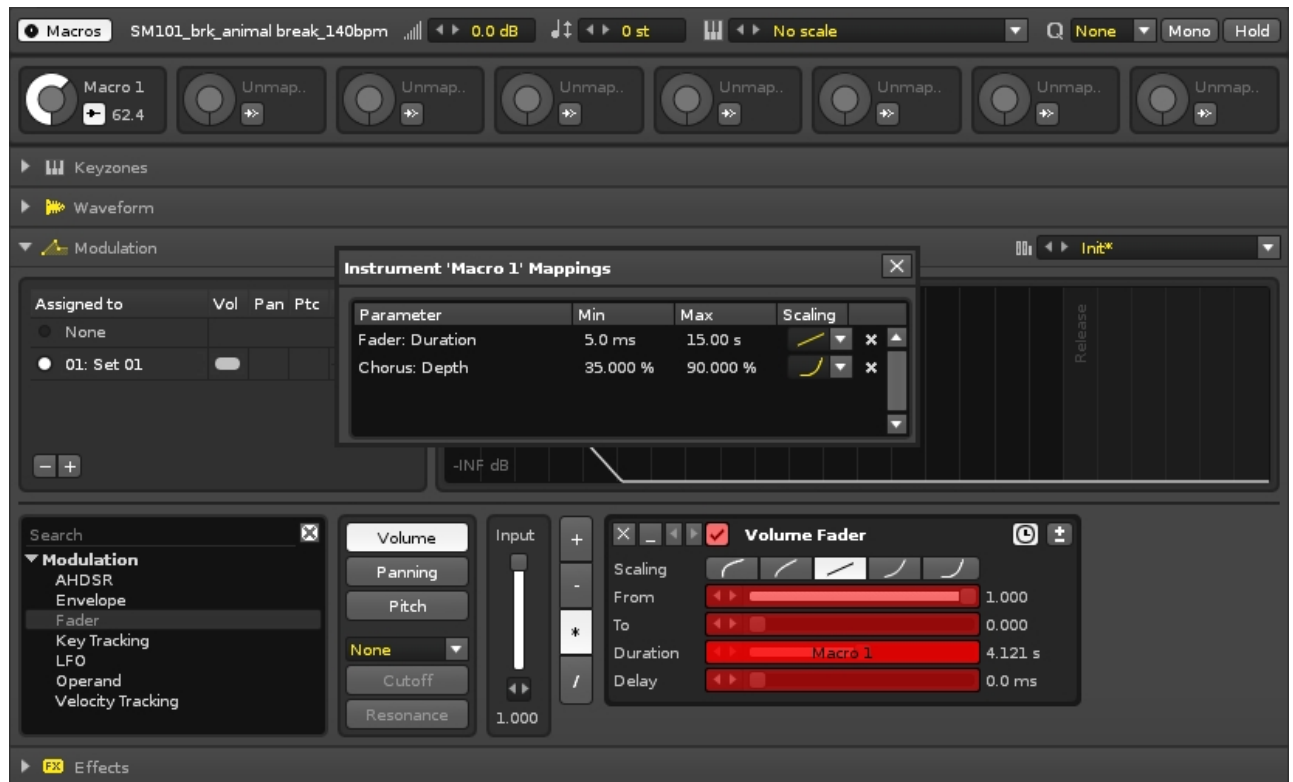 Macros SM101_brk_animal break_140bpm 0.0 dB 0 st No scale Q None Mono Hold
Macro 1 Unmap.. Unmap.. Unmap.. Unmap.. Unmap.. Unmap.. Unmap..
62.4
Keyzones
Waveform
Modulation Init*
Instrument 'Macro 1' Mappings
Assigned to Vol Pan Ptc
Parameter Min Max Scaling
None
Fader: Duration 5.0 ms 15.00 s
01: Set 01
Chorus: Depth 35.000 % 90.000 %
Release
-INF dB
Search
Modulation
AHDSR
Envelope
Fader
Key Tracking
LFO
Operand
Velocity Tracking
Volume
Panning
Pitch
None
Cutoff
Resonance
Input
1.000
+
-
*
/
Volume Fader
Scaling
From 1.000
To 0.000
Duration Macro 1 4.121 s
Delay 0.0 ms
FX Effects